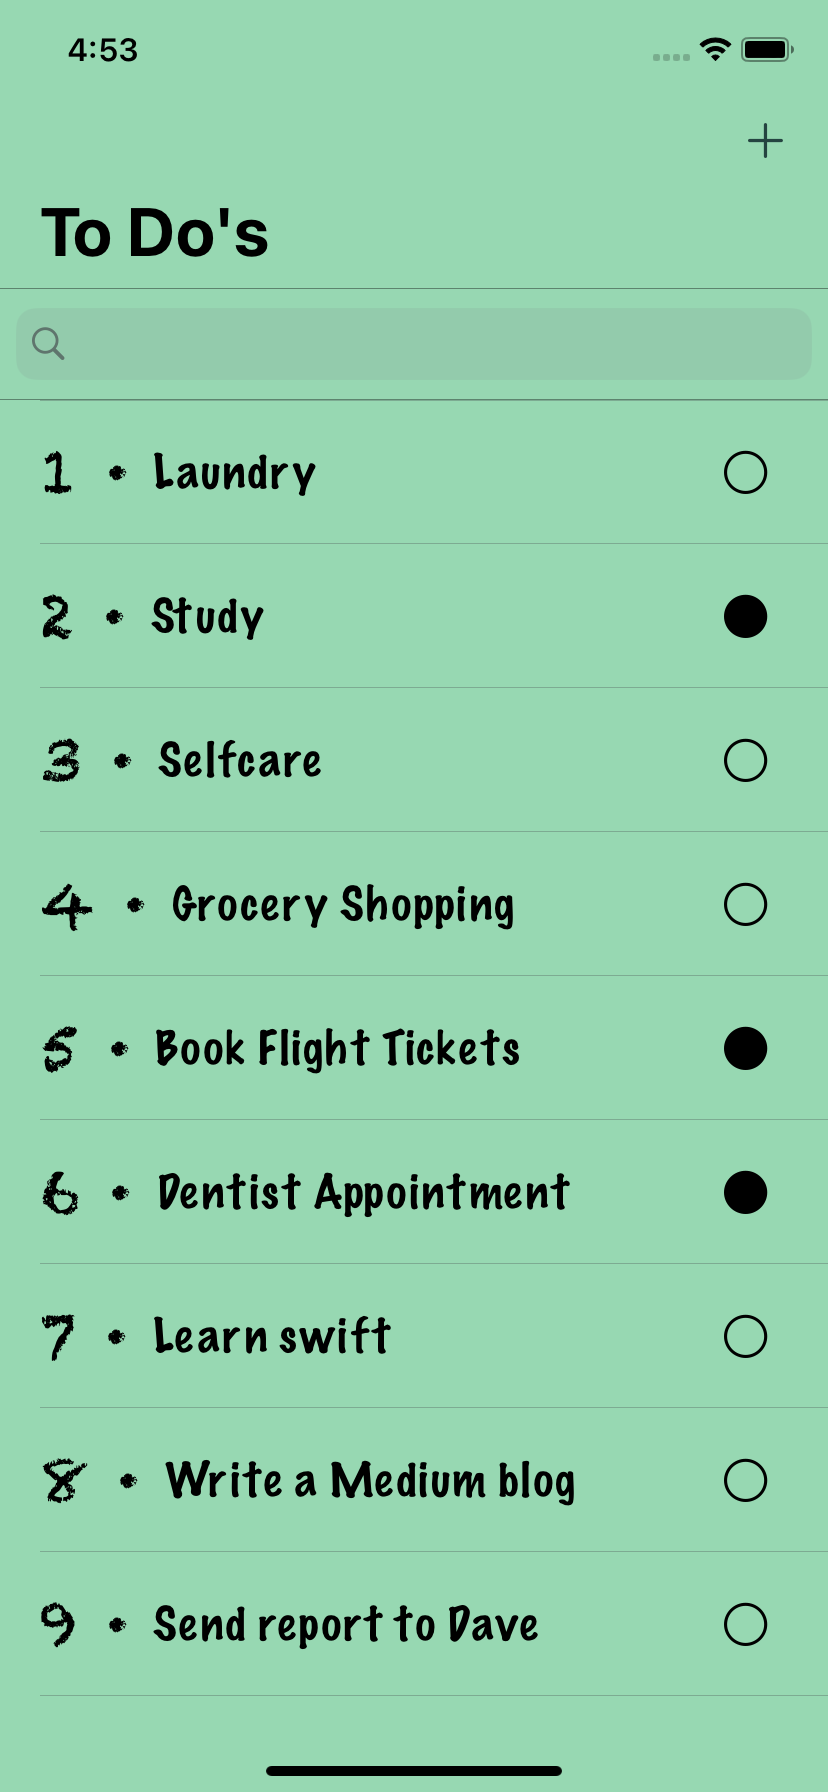 4:53
To Do's
1 • Laundry
2 • Study
3 • Selfcare
4 • Grocery Shopping
5 • Book Flight Tickets
6 • Dentist Appointment
7 • Learn swift
8 • Write a Medium blog
9 • Send report to Dave